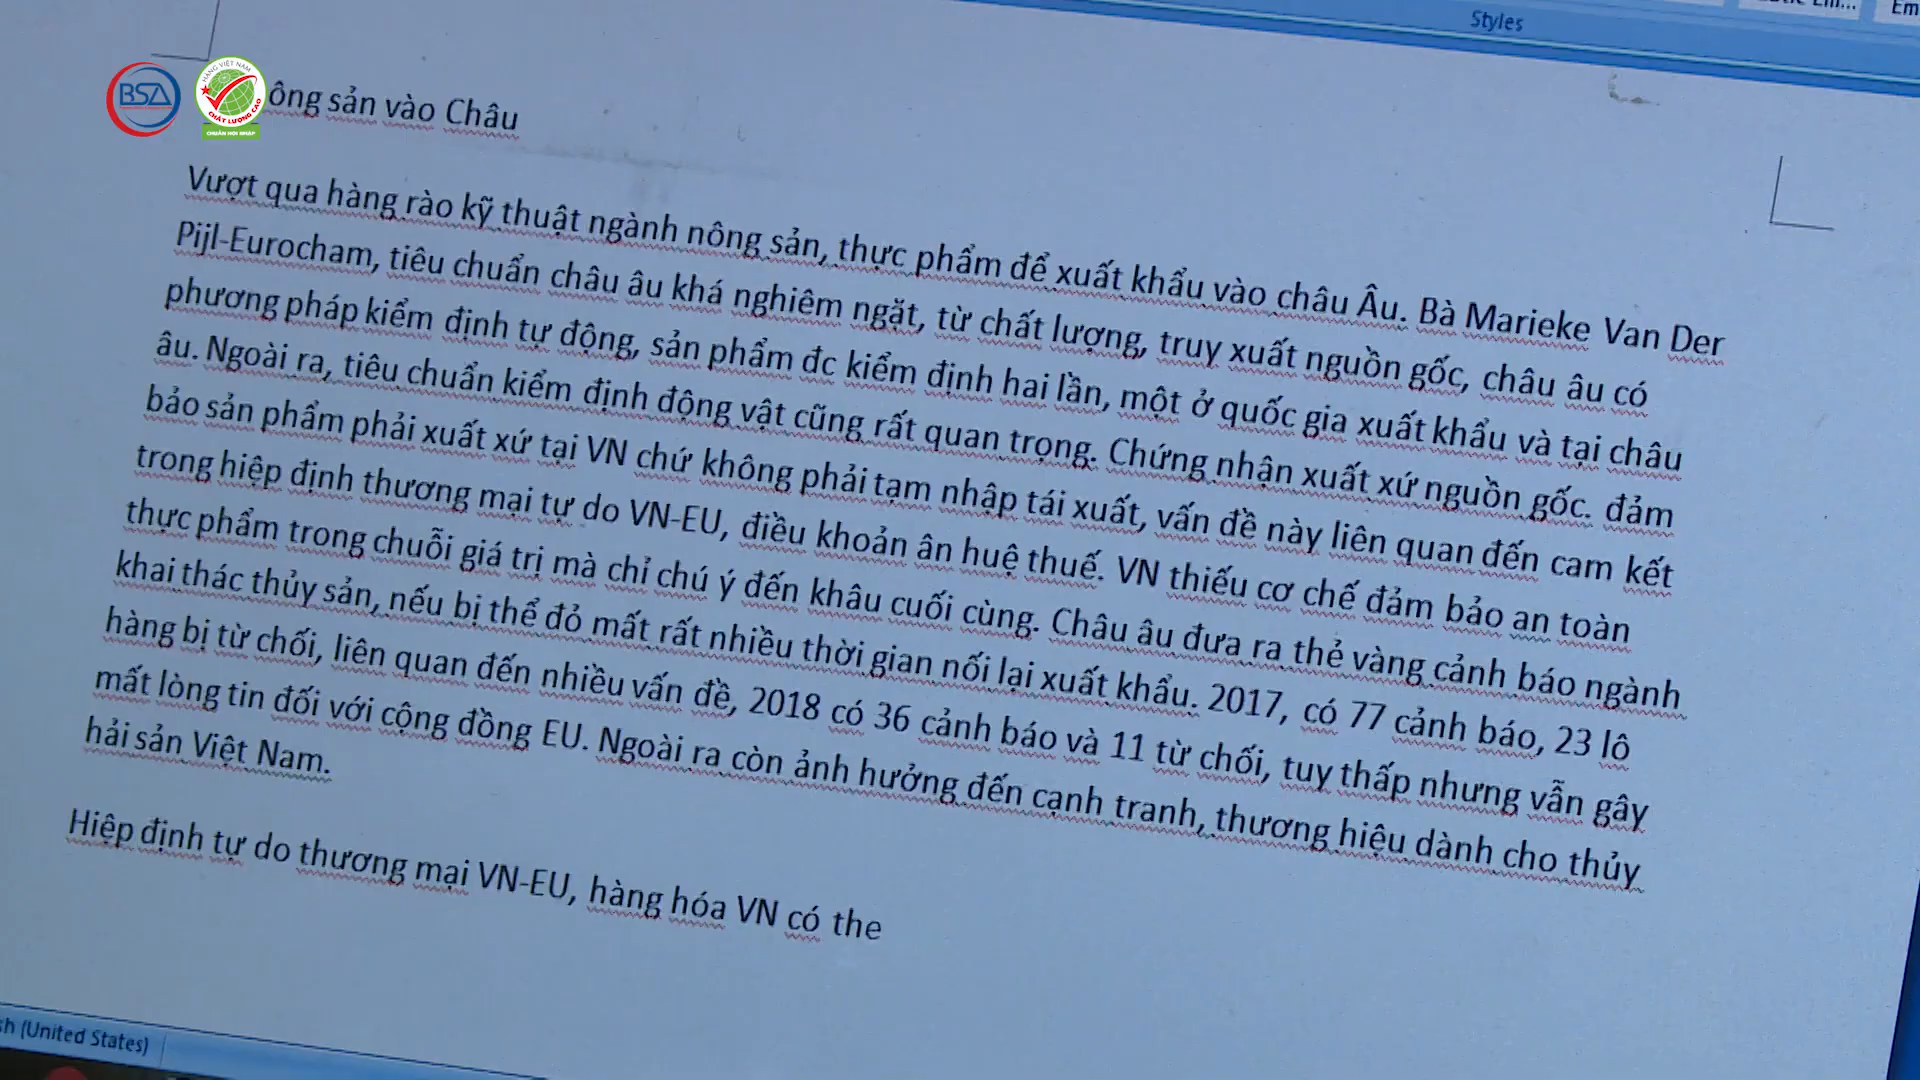 Styles
BSA
HÀNG VIỆT NAM
CHẤT LƯỢNG CAO
CHUẨN HỘI NHẬP
ông sản vào Châu
Vượt qua hàng rào kỹ thuật ngành nông sản, thực phẩm để xuất khẩu vào châu Âu. Bà Marieke Van Der
Pijl-Eurocham, tiêu chuẩn châu âu khá nghiêm ngặt, từ chất lượng, truy xuất nguồn gốc, châu âu có
phương pháp kiểm định tự động, sản phẩm đc kiểm định hai lần, một ở quốc gia xuất khẩu và tại châu
âu. Ngoài ra, tiêu chuẩn kiểm định động vật cũng rất quan trọng. Chứng nhận xuất xứ nguồn gốc. đảm
bảo sản phẩm phải xuất xứ tại VN chứ không phải tạm nhập tái xuất, vấn đề này liên quan đến cam kết
trong hiệp định thương mại tự do VN-EU, điều khoản ân huệ thuế. VN thiếu cơ chế đảm bảo an toàn
thực phẩm trong chuỗi giá trị mà chỉ chú ý đến khâu cuối cùng. Châu âu đưa ra thẻ vàng cảnh báo ngành
khai thác thủy sản, nếu bị thể đỏ mất rất nhiều thời gian nối lại xuất khẩu. 2017, có 77 cảnh báo, 23 lô
hàng bị từ chối, liên quan đến nhiều vấn đề, 2018 có 36 cảnh báo và 11 từ chối, tuy thấp nhưng vẫn gây
mất lòng tin đối với cộng đồng EU. Ngoài ra còn ảnh hưởng đến cạnh tranh, thương hiệu dành cho thủy
hải sản Việt Nam.
Hiệp định tự do thương mại VN-EU, hàng hóa VN có the
sh (United States)